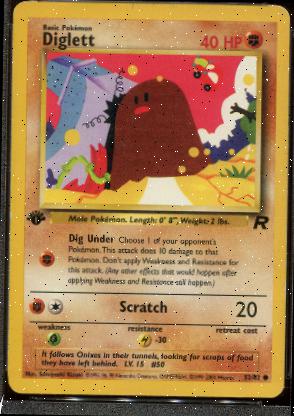 Basic Pokémon
Diglett
40 HP
Mole Pokémon. Length: 0' 8", Weight: 2 lbs.
R
Dig Under Choose 1 of your opponent's
Pokémon. This attack does 10 damage to that
Pokémon. Don't apply Weakness and Resistance for
this attack. (Any other effects that would happen after
applying Weakness and Resistance still happen.)
Scratch 20
weakness resistance retreat cost
-30
It follows Onixes in their tunnels, looking for scraps of food
they have left behind. LV. 15 #50
52/82